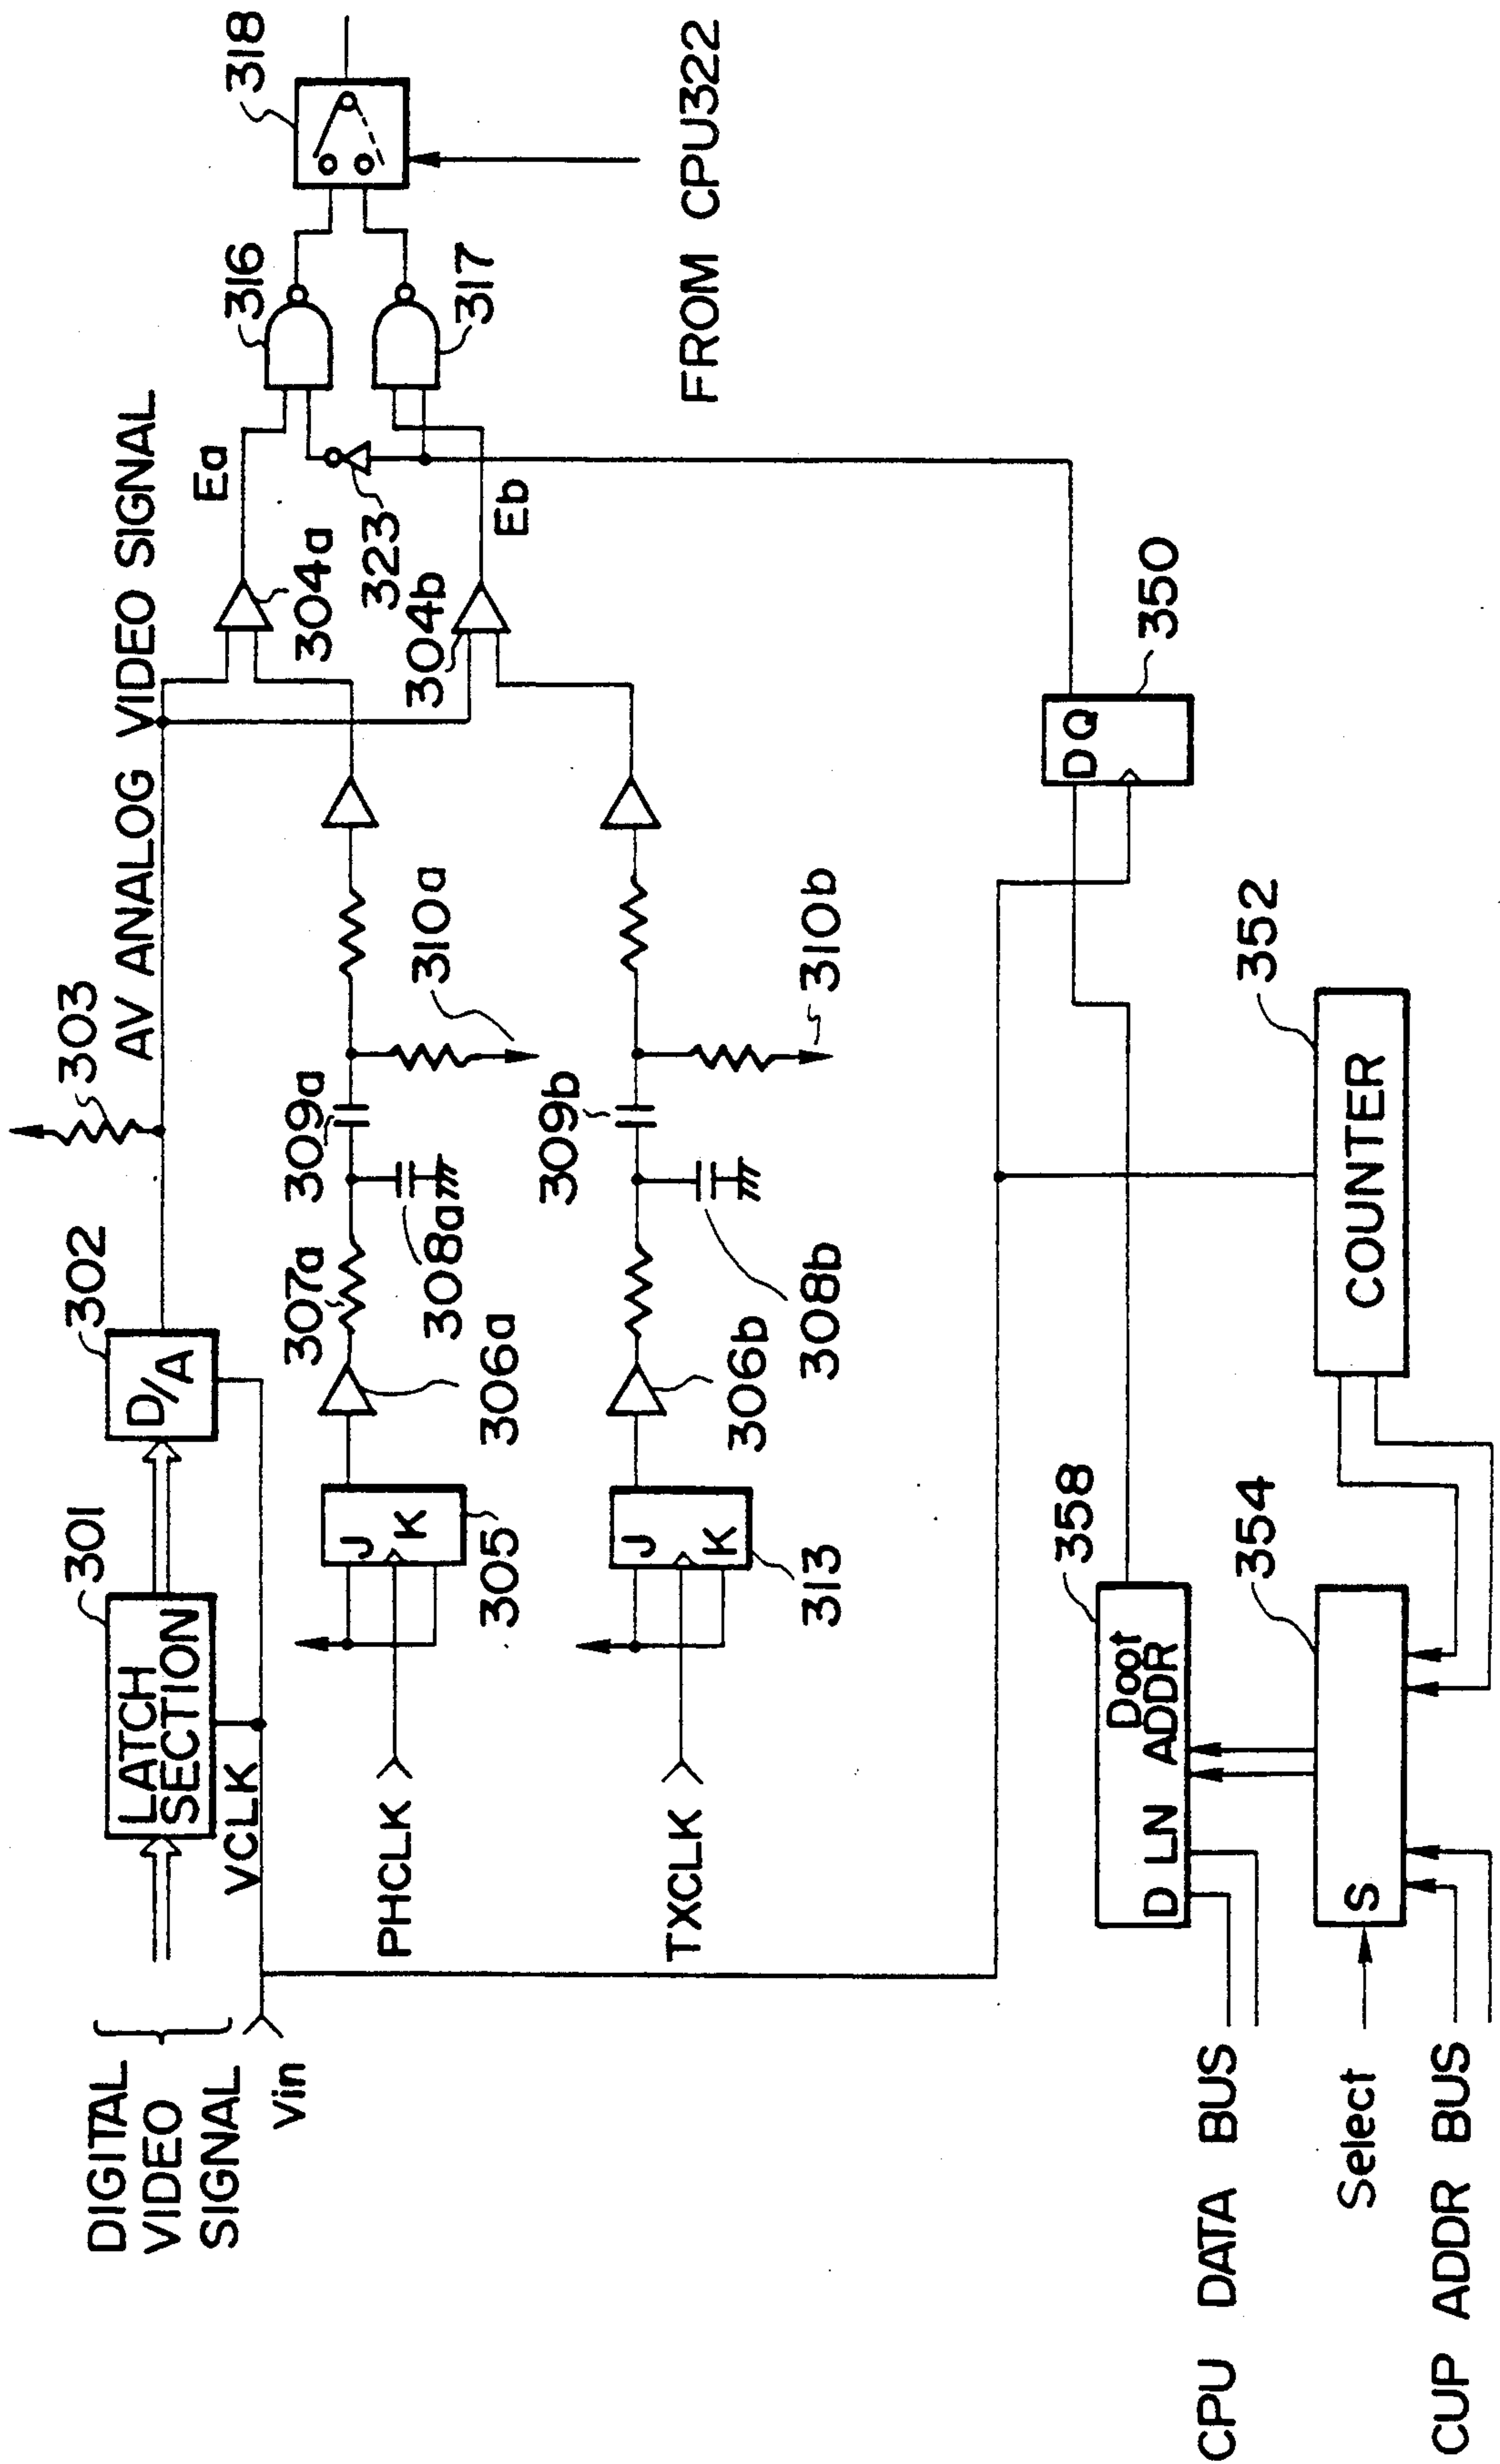 DIGITAL
VIDEO
SIGNAL
Vin
VCLK
LATCH
SECTION
301
D/A
302
303
AV ANALOG VIDEO SIGNAL
PHCLK
J
K
305
306a
307a
308a
309a
310a
304a
Ea
TXCLK
J
K
313
306b
308b
309b
310b
304b
Eb
323
316
317
318
FROM CPU322
D Q
350
COUNTER
352
354
S
358
D LN ADDR
Doot
CPU DATA BUS
Select
CUP ADDR BUS